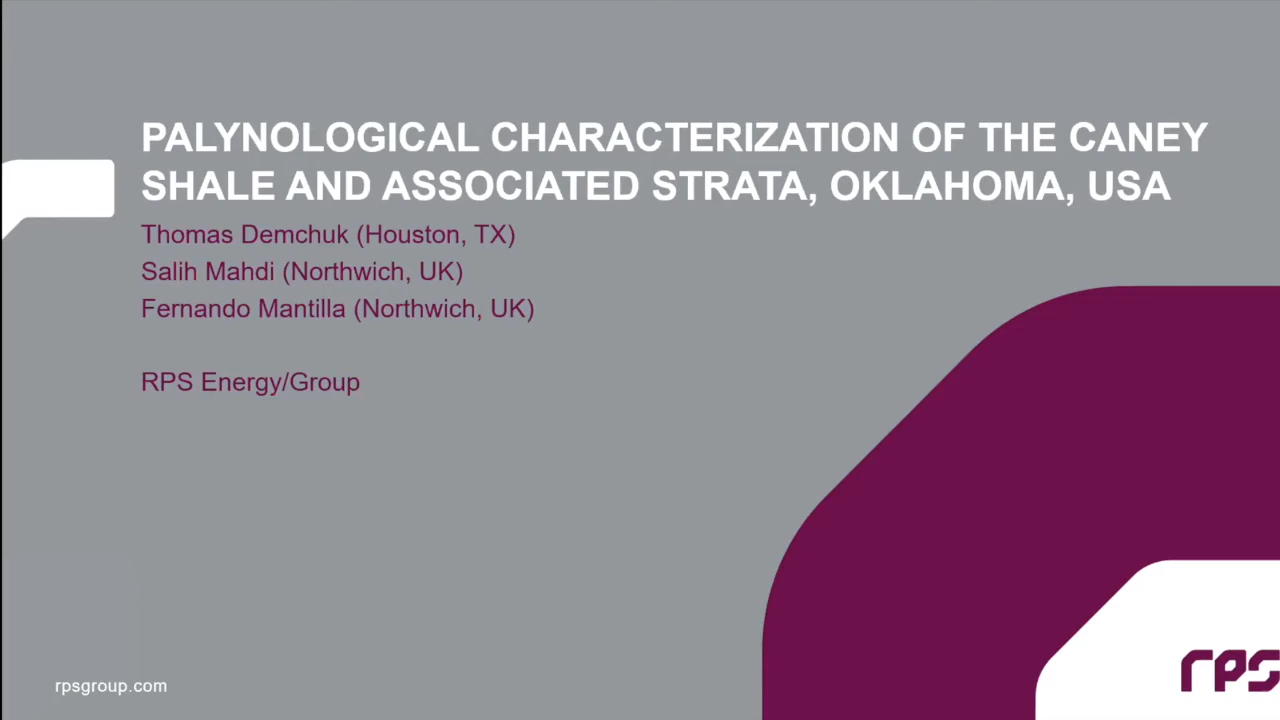 PALYNOLOGICAL CHARACTERIZATION OF THE CANEY
SHALE AND ASSOCIATED STRATA, OKLAHOMA, USA
Thomas Demchuk (Houston, TX)
Salih Mahdi (Northwich, UK)
Fernando Mantilla (Northwich, UK)
RPS Energy/Group
rpsgroup.com
rps